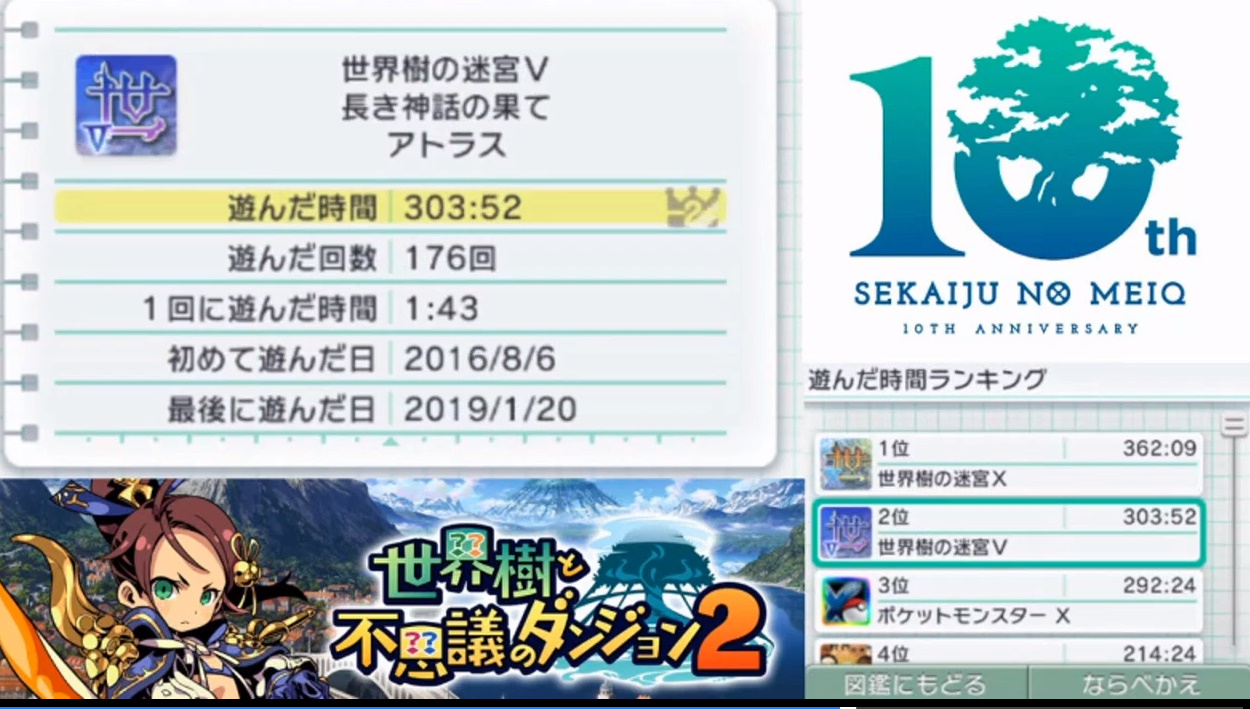 世
V
世界樹の迷宮Ⅴ
長き神話の果て
アトラス
遊んだ時間 303:52
2
遊んだ回数 176回
1回に遊んだ時間 1:43
初めて遊んだ日 2016/8/6
最後に遊んだ日 2019/1/20
10th
SEKAIJU NO MEIQ
10TH ANNIVERSARY
遊んだ時間ランキング
1位 362:09
世界樹の迷宮X
2位 303:52
世界樹の迷宮Ⅴ
3位 292:24
ポケットモンスター X
4位 214:24
図鑑にもどる ならべかえ
世界樹と
??
不思議のダンジョン2
??